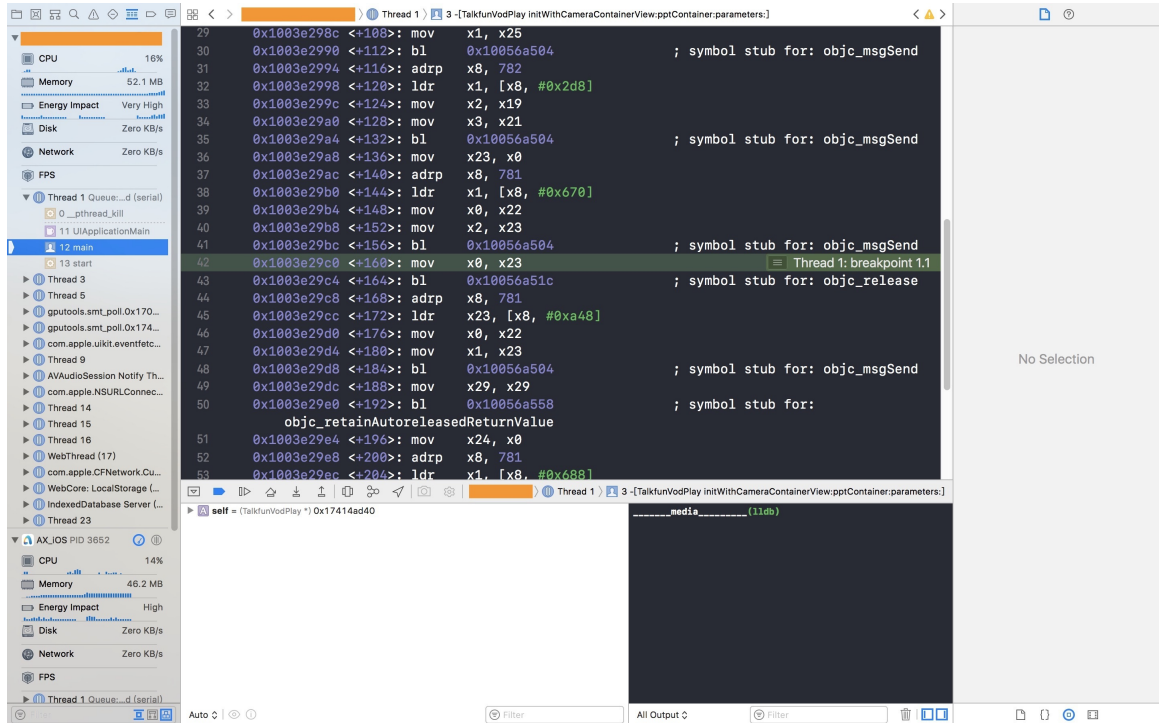 Thread 1 〉 3 -[TalkfunVodPlay initWithCameraContainerView:pptContainer:parameters:]
CPU 16%
Memory 52.1 MB
Energy Impact Very High
Disk Zero KB/s
Network Zero KB/s
FPS
Thread 1 Queue:...d (serial)
0 __pthread_kill
11 UIApplicationMain
12 main
13 start
Thread 3
Thread 5
gputools.smt_poll.0x170...
gputools.smt_poll.0x174...
com.apple.uikit.eventfetc...
Thread 9
AVAudioSession Notify Th...
com.apple.NSURLConnec...
Thread 14
Thread 15
Thread 16
WebThread (17)
com.apple.CFNetwork.Cu...
WebCore: LocalStorage (...
IndexedDatabase Server (...
Thread 23
AX_iOS PID 3652
CPU 14%
Memory 46.2 MB
Energy Impact High
Disk Zero KB/s
Network Zero KB/s
FPS
Thread 1 Queue:...d (serial)
29 0x1003e298c <+108>: mov x1, x25
30 0x1003e2990 <+112>: bl 0x10056a504 ; symbol stub for: objc_msgSend
31 0x1003e2994 <+116>: adrp x8, 782
32 0x1003e2998 <+120>: ldr x1, [x8, #0x2d8]
33 0x1003e299c <+124>: mov x2, x19
34 0x1003e29a0 <+128>: mov x3, x21
35 0x1003e29a4 <+132>: bl 0x10056a504 ; symbol stub for: objc_msgSend
36 0x1003e29a8 <+136>: mov x23, x0
37 0x1003e29ac <+140>: adrp x8, 781
38 0x1003e29b0 <+144>: ldr x1, [x8, #0x670]
39 0x1003e29b4 <+148>: mov x0, x22
40 0x1003e29b8 <+152>: mov x2, x23
41 0x1003e29bc <+156>: bl 0x10056a504 ; symbol stub for: objc_msgSend
42 0x1003e29c0 <+160>: mov x0, x23 Thread 1: breakpoint 1.1
43 0x1003e29c4 <+164>: bl 0x10056a51c ; symbol stub for: objc_release
44 0x1003e29c8 <+168>: adrp x8, 781
45 0x1003e29cc <+172>: ldr x23, [x8, #0xa48]
46 0x1003e29d0 <+176>: mov x0, x22
47 0x1003e29d4 <+180>: mov x1, x23
48 0x1003e29d8 <+184>: bl 0x10056a504 ; symbol stub for: objc_msgSend
49 0x1003e29dc <+188>: mov x29, x29
50 0x1003e29e0 <+192>: bl 0x10056a558 ; symbol stub for:
objc_retainAutoreleasedReturnValue
51 0x1003e29e4 <+196>: mov x24, x0
52 0x1003e29e8 <+200>: adrp x8, 781
53 0x1003e29ec <+204>: ldr x1, [x8, #0x688]
Thread 1 〉 3 -[TalkfunVodPlay initWithCameraContainerView:pptContainer:parameters:]
A self = (TalkfunVodPlay *) 0x17414ad40
_______media_________(lldb)
Auto
Filter
All Output
Filter
No Selection